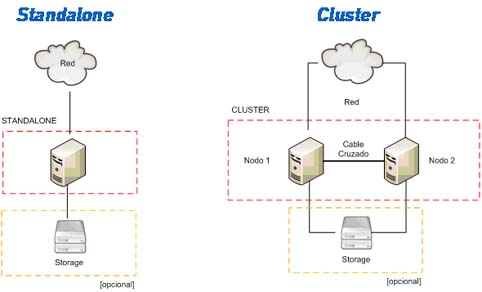 Standalone
Red
STANDALONE
Storage
[opcional]
Cluster
Red
CLUSTER
Nodo 1
Cable
Cruzado
Nodo 2
Storage
[opcional]